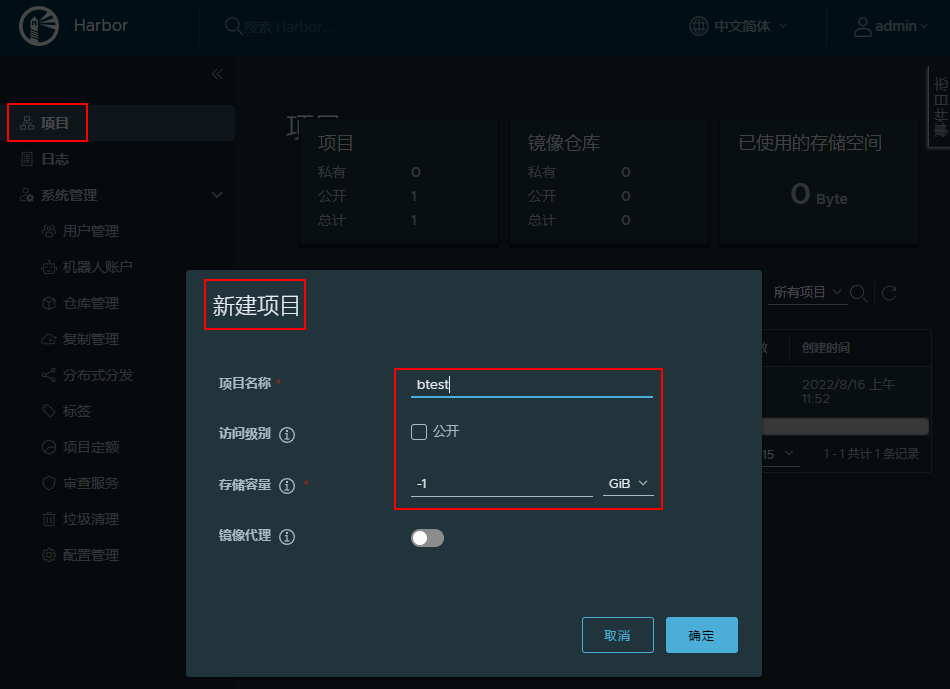 Harbor
搜索 Harbor...
中文简体
admin
事件日志
项目
日志
系统管理
用户管理
机器人账户
仓库管理
复制管理
分布式分发
标签
项目定额
审查服务
垃圾清理
配置管理
项目
项目
私有 0
公开 1
总计 1
镜像仓库
私有 0
公开 0
总计 0
已使用的存储空间
0 Byte
所有项目
数 创建时间
2022/8/16 上午
11:52
15 1 - 1 共计 1 条记录
新建项目
项目名称 * btest
访问级别 公开
存储容量 * -1 GiB
镜像代理
取消 确定